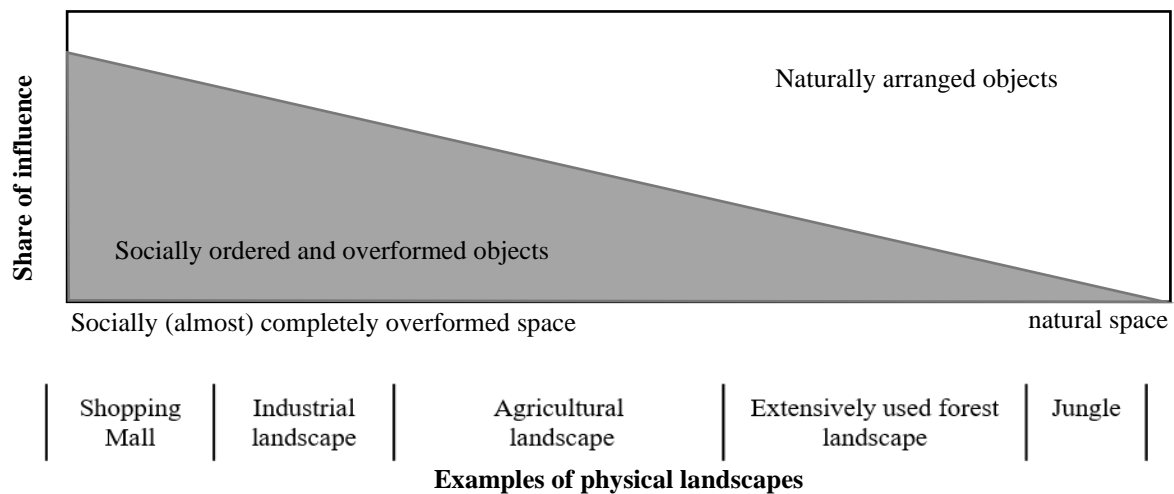 Share of influence
Naturally arranged objects
Socially ordered and overformed objects
Socially (almost) completely overformed space
natural space
Shopping
Mall
Industrial
landscape
Agricultural
landscape
Extensively used forest
landscape
Jungle
Examples of physical landscapes